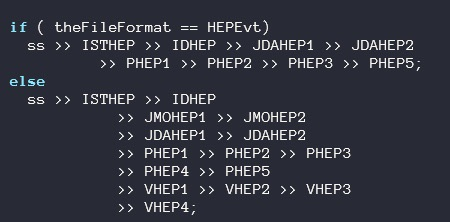 if ( theFileFormat == HEPEvt)
  ss >> ISTHEP >> IDHEP >> JDAHEP1 >> JDAHEP2
          >> PHEP1 >> PHEP2 >> PHEP3 >> PHEP5;
else
  ss >> ISTHEP >> IDHEP
            >> JMOHEP1 >> JMOHEP2
            >> JDAHEP1 >> JDAHEP2
            >> PHEP1 >> PHEP2 >> PHEP3
            >> PHEP4 >> PHEP5
            >> VHEP1 >> VHEP2 >> VHEP3
            >> VHEP4;